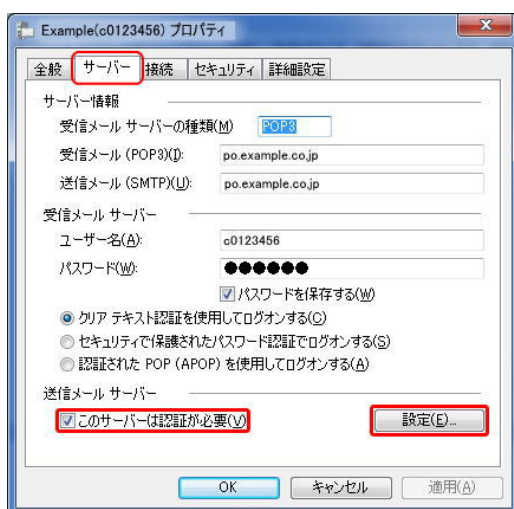 Example(c0123456) プロパティ
全般 サーバー 接続 セキュリティ 詳細設定
サーバー情報
受信メール サーバーの種類(M) POP3
受信メール (POP3)(I): po.example.co.jp
送信メール (SMTP)(U): po.example.co.jp
受信メール サーバー
ユーザー名(A): c0123456
パスワード(W): ●●●●●●
パスワードを保存する(W)
クリア テキスト認証を使用してログオンする(C)
セキュリティで保護されたパスワード認証でログオンする(S)
認証された POP (APOP) を使用してログオンする(A)
送信メール サーバー
このサーバーは認証が必要(V) 設定(E)...
OK キャンセル 適用(A)